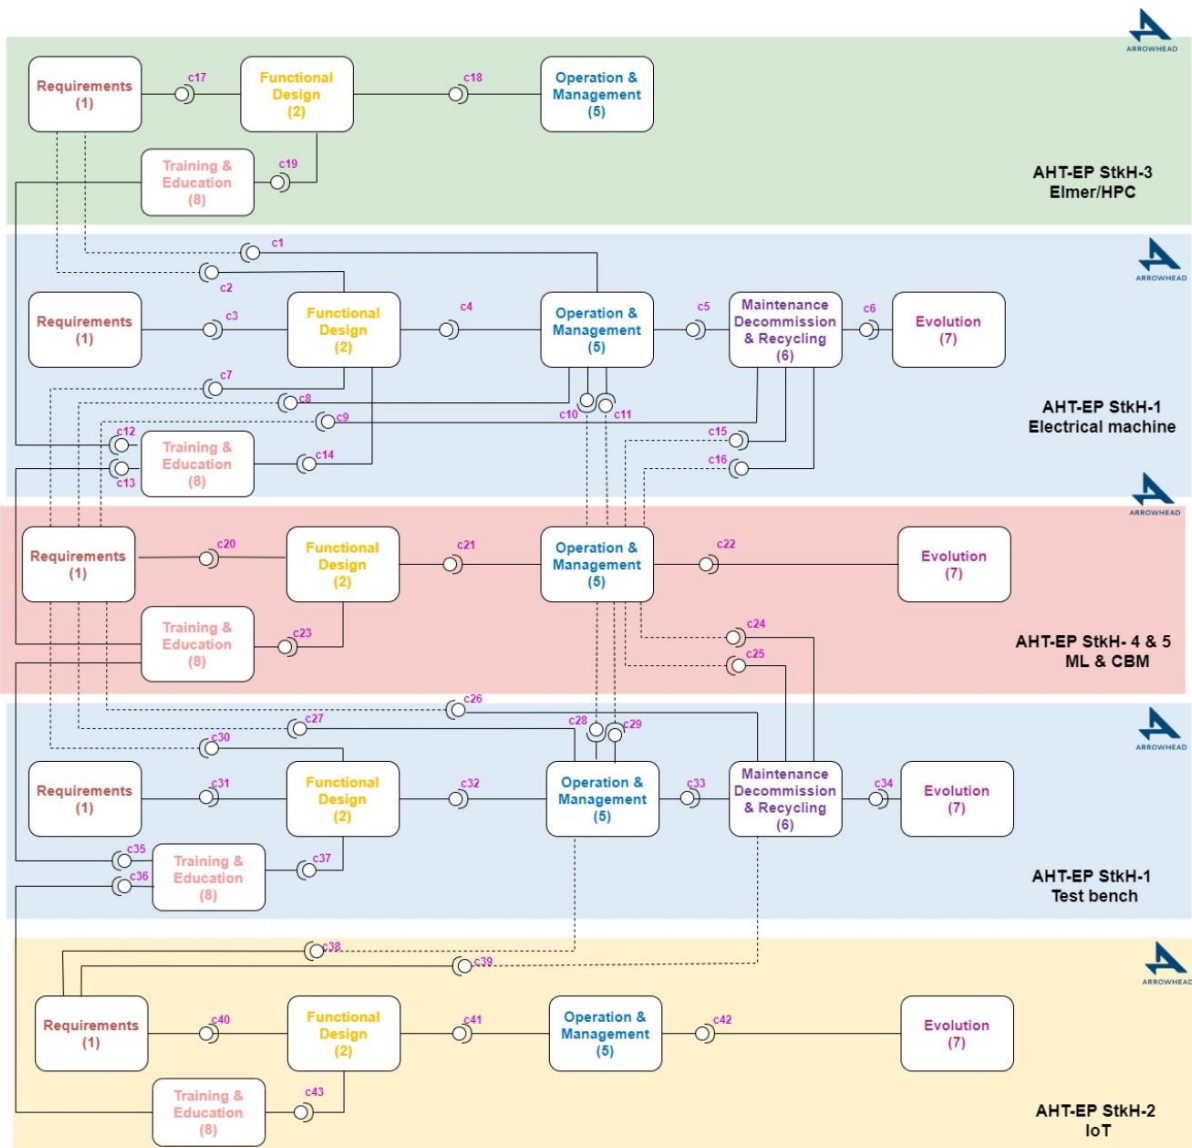 ARROWHEAD
c17
c18
Requirements
(1)
Functional
Design
(2)
Operation &
Management
(5)
c19
Training &
Education
(8)
AHT-EP StkH-3
Elmer/HPC
c1
c2
ARROWHEAD
c3
c4
c5
c6
Requirements
(1)
Functional
Design
(2)
Operation &
Management
(5)
Maintenance
Decommission
& Recycling
(6)
Evolution
(7)
c7
c8
c9
c10
c11
AHT-EP StkH-1
Electrical machine
c12
c13
c14
c15
c16
Training &
Education
(8)
ARROWHEAD
c20
c21
c22
Requirements
(1)
Functional
Design
(2)
Operation &
Management
(5)
Evolution
(7)
c23
c24
c25
Training &
Education
(8)
AHT-EP StkH- 4 & 5
ML & CBM
c26
c27
c28
c29
c30
ARROWHEAD
c31
c32
c33
c34
Requirements
(1)
Functional
Design
(2)
Operation &
Management
(5)
Maintenance
Decommission
& Recycling
(6)
Evolution
(7)
c35
c36
c37
Training &
Education
(8)
AHT-EP StkH-1
Test bench
c38
c39
ARROWHEAD
c40
c41
c42
Requirements
(1)
Functional
Design
(2)
Operation &
Management
(5)
Evolution
(7)
c43
Training &
Education
(8)
AHT-EP StkH-2
IoT